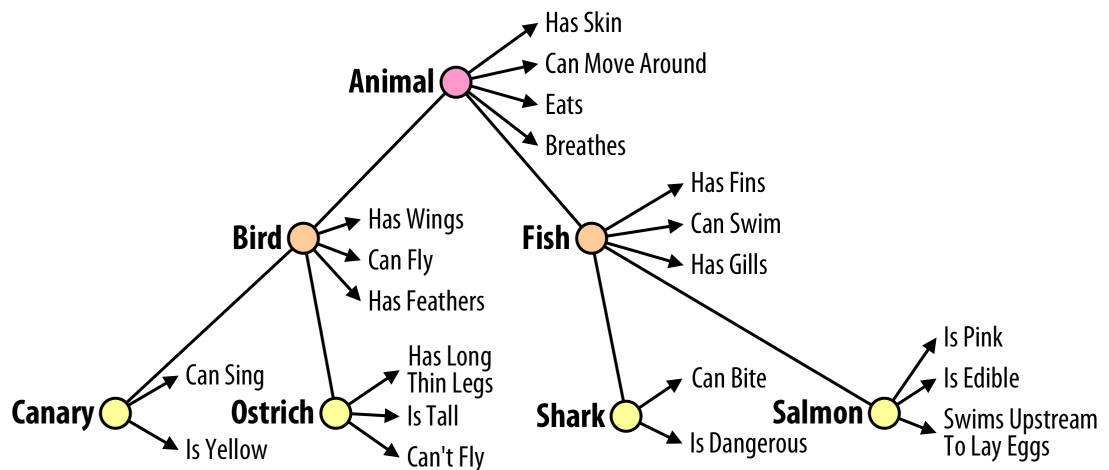 Has Skin
Can Move Around
Animal
Eats
Breathes
Has Fins
Has Wings
Can Swim
Bird
Fish
Can Fly
Has Gills
Has Feathers
Is Pink
Has Long
Thin Legs
Can Sing
Can Bite
Is Edible
Canary
Ostrich
Is Tall
Shark
Salmon
Swims Upstream
To Lay Eggs
Is Yellow
Can't Fly
Is Dangerous